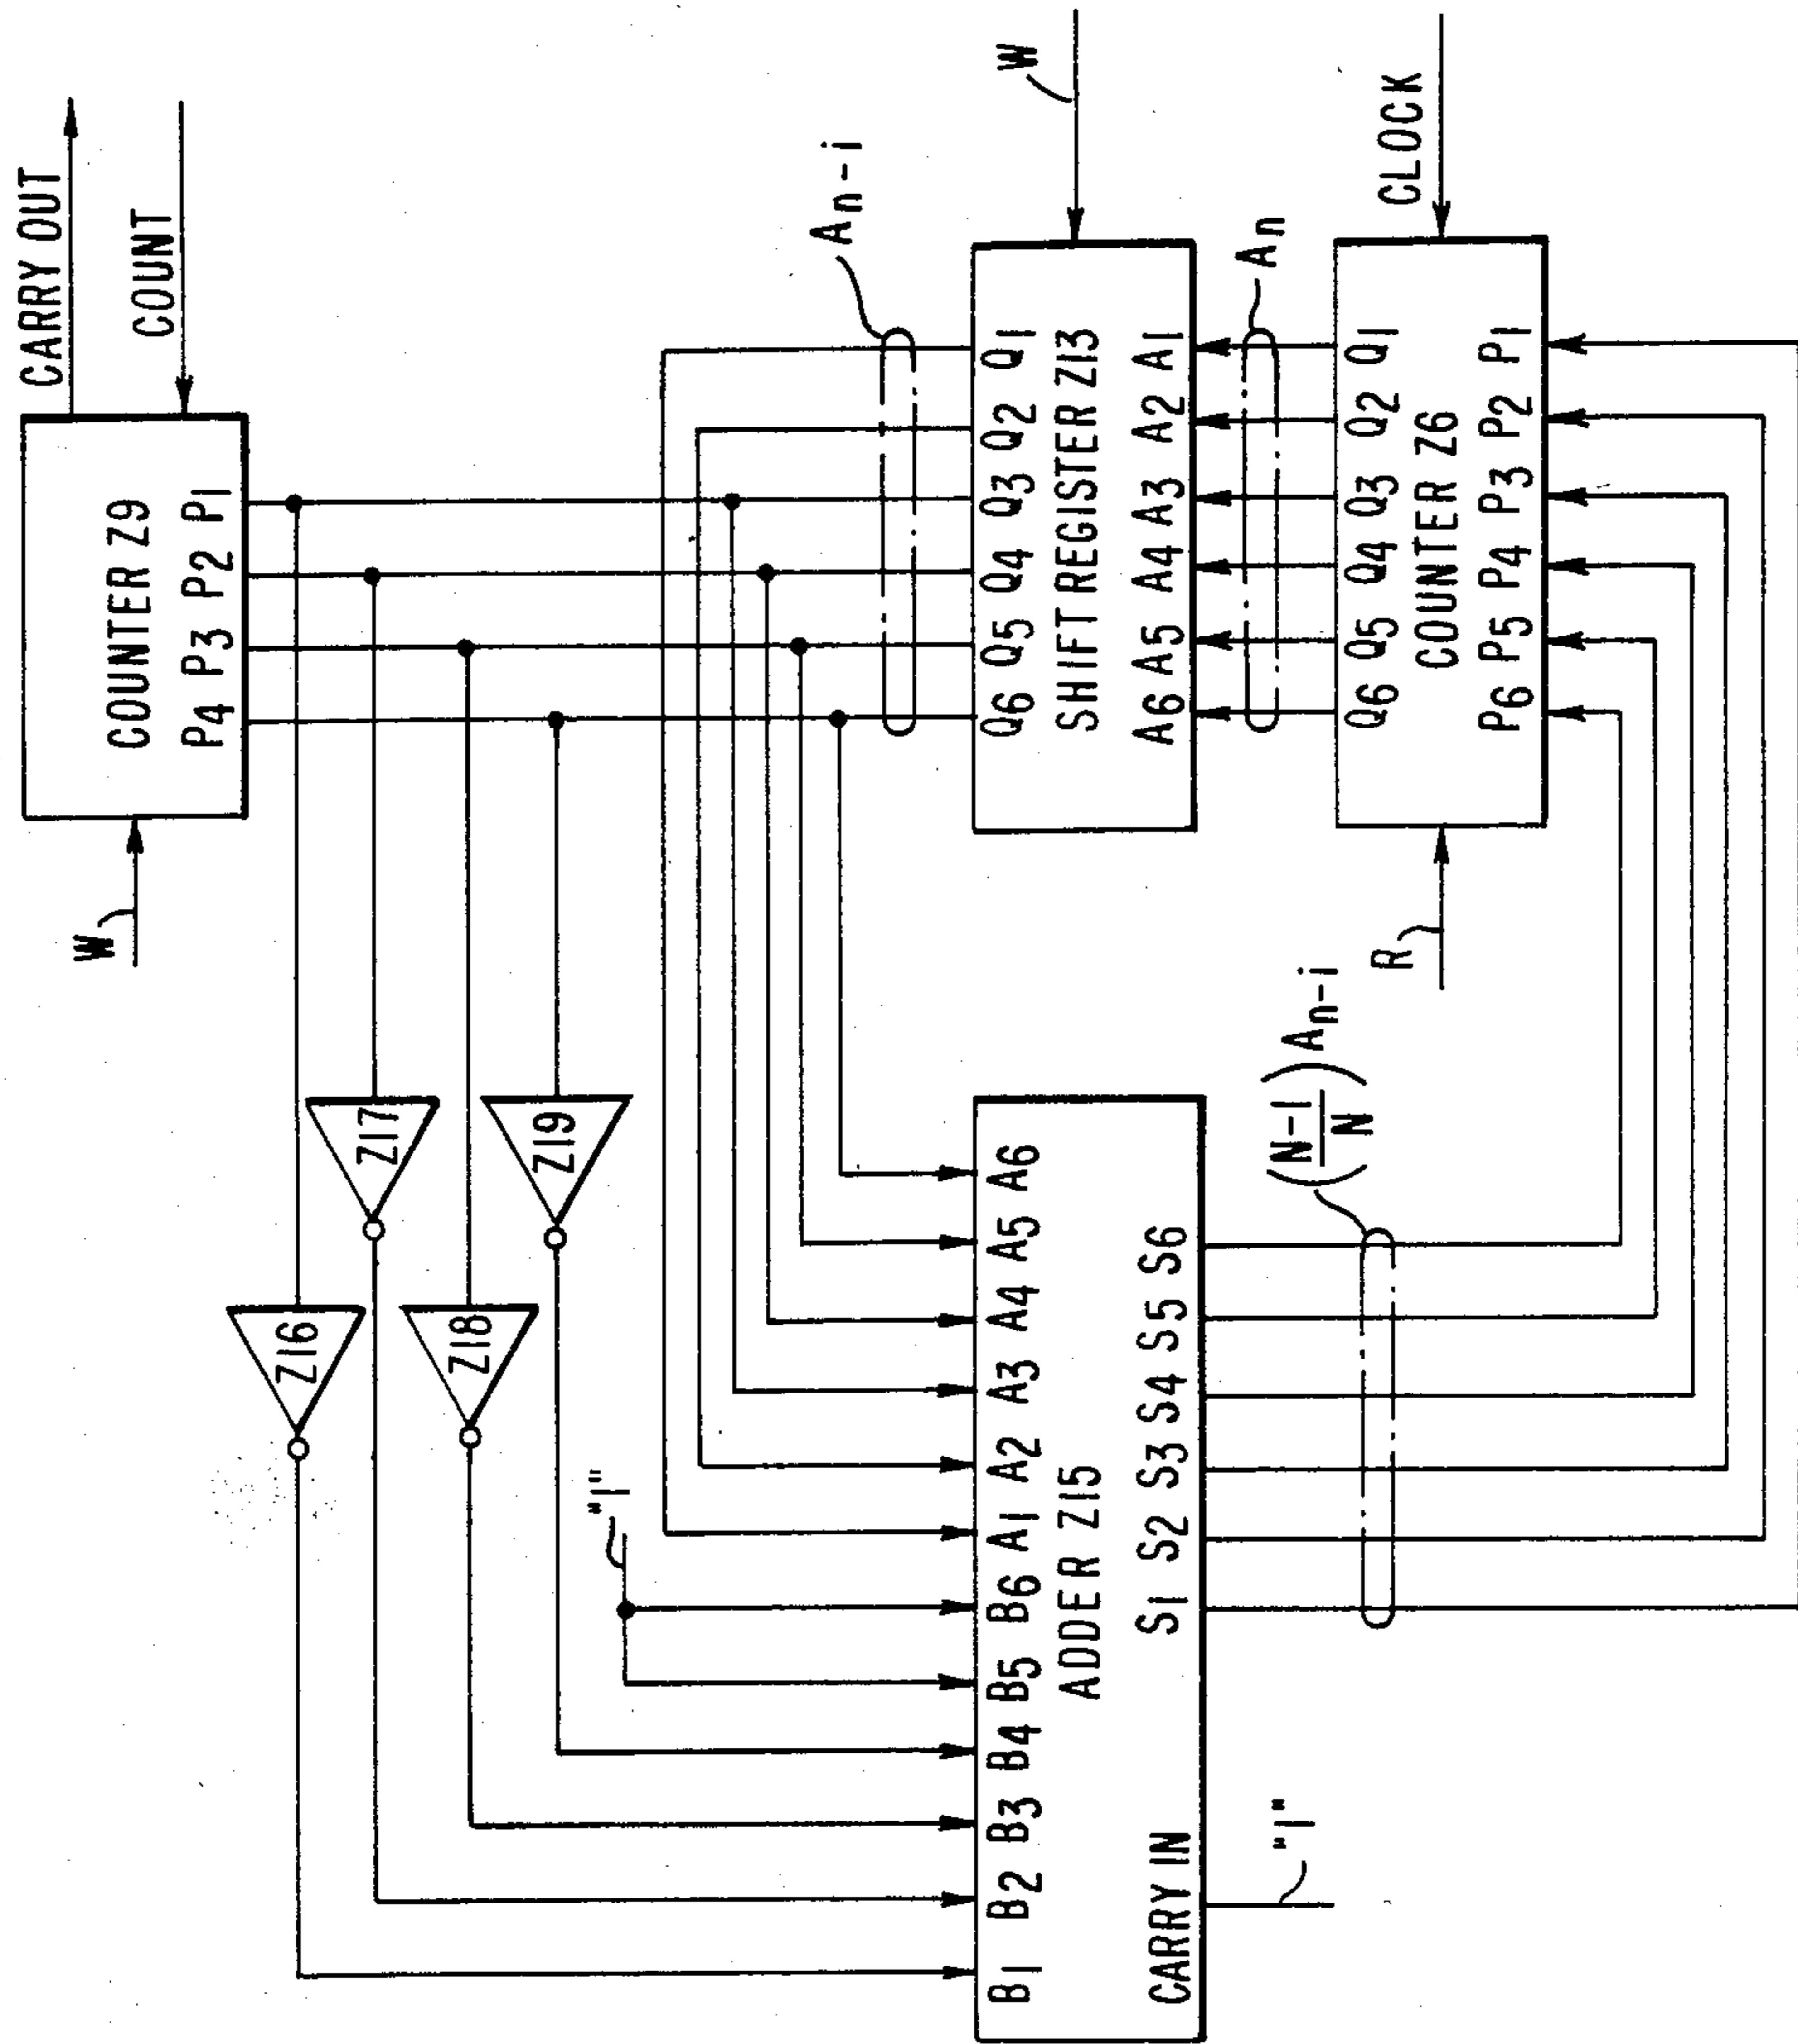 CARRY OUT
COUNT
COUNTER Z9
P4 P3 P2 P1
W
Z16
Z17
Z18
Z19
"1"
W
An-i
Q6 Q5 Q4 Q3 Q2 Q1
SHIFT REGISTER Z13
A6 A5 A4 A3 A2 A1
An
CLOCK
Q6 Q5 Q4 Q3 Q2 Q1
COUNTER Z6
P6 P5 P4 P3 P2 P1
R
B1 B2 B3 B4 B5 B6 A1 A2 A3 A4 A5 A6
ADDER Z15
CARRY IN S1 S2 S3 S4 S5 S6
"1"
(N-1/N) An-i